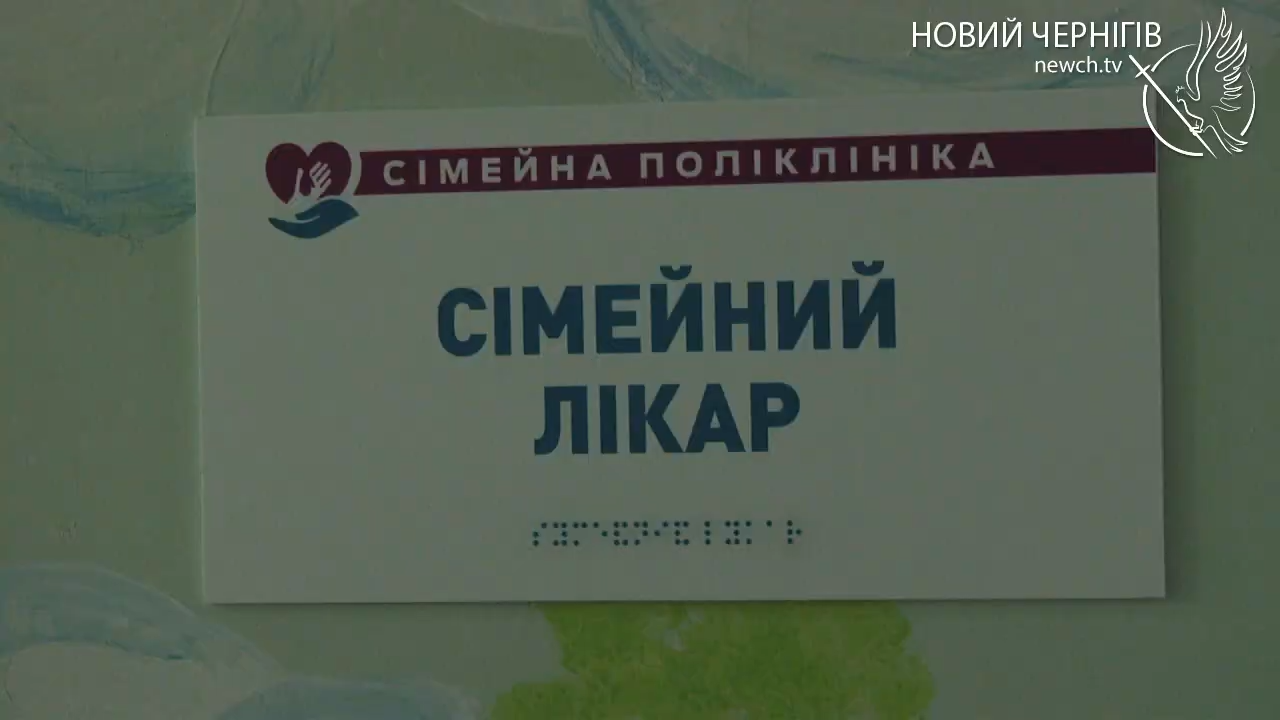 НОВИЙ ЧЕРНІГІВ
newch.tv
СІМЕЙНА ПОЛІКЛІНІКА
СІМЕЙНИЙ
ЛІКАР